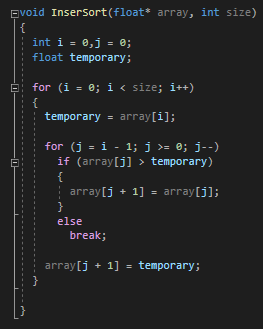 void InserSort(float* array, int size)
{
int i = 0,j = 0;
float temporary;
for (i = 0; i < size; i++)
{
temporary = array[i];
for (j = i - 1; j >= 0; j--)
if (array[j] > temporary)
{
array[j + 1] = array[j];
}
else
break;
array[j + 1] = temporary;
}
}